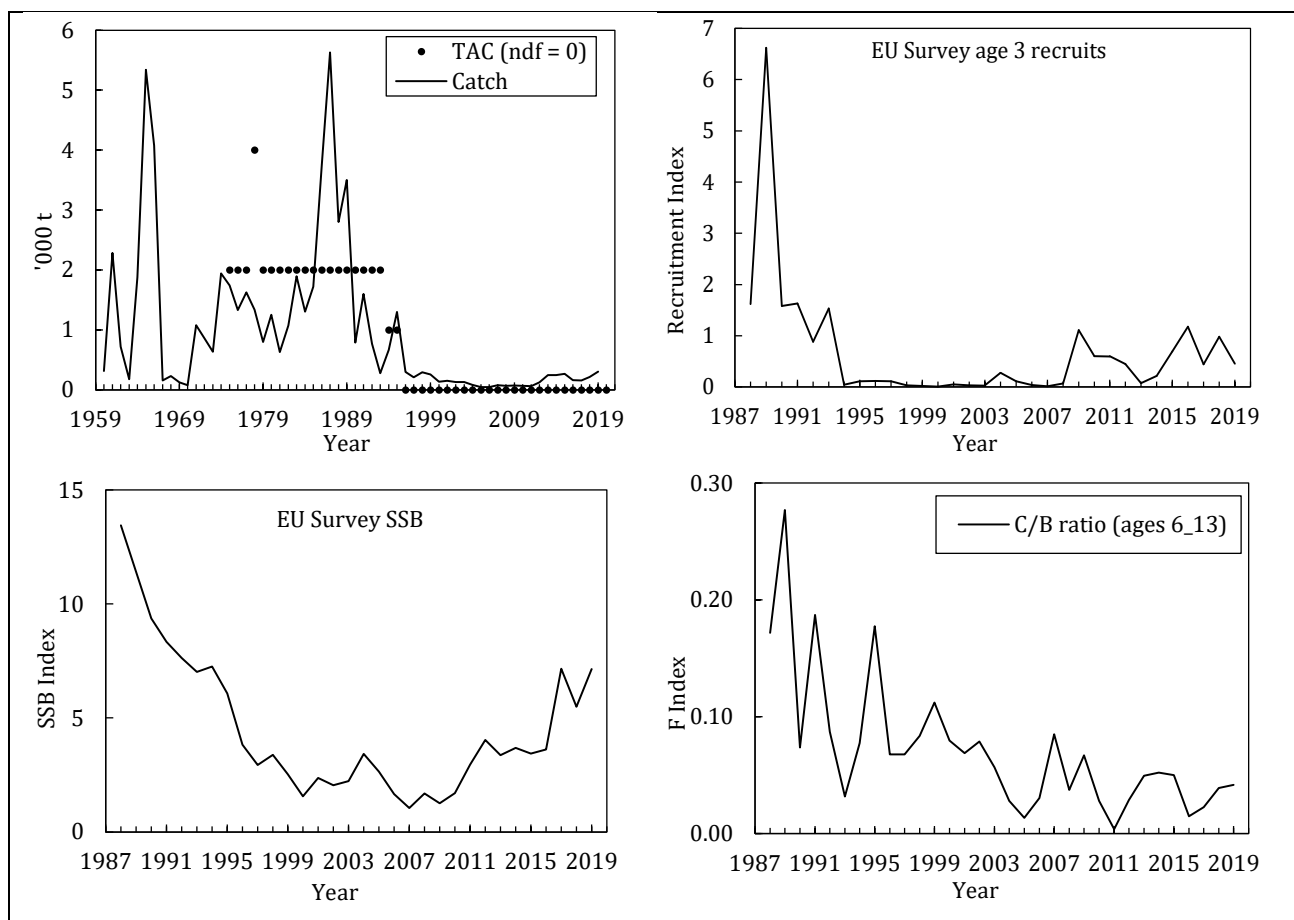 6
5
4
3
2
1
0
'000 t
TAC (ndf = 0)
Catch
1959 1969 1979 1989 1999 2009 2019
Year
7
6
5
4
3
2
1
0
Recruitment Index
EU Survey age 3 recruits
1987 1991 1995 1999 2003 2007 2011 2015 2019
Year
15
10
5
0
SSB Index
EU Survey SSB
1987 1991 1995 1999 2003 2007 2011 2015 2019
Year
0.30
0.20
0.10
0.00
F Index
C/B ratio (ages 6_13)
1987 1991 1995 1999 2003 2007 2011 2015 2019
Year